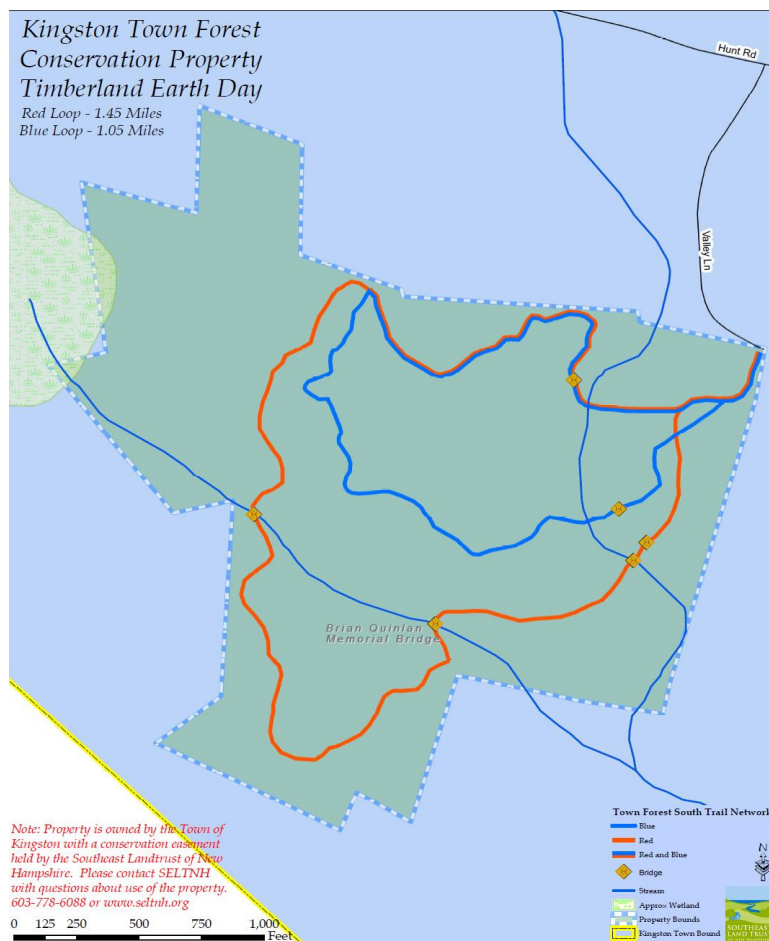 Kingston Town Forest
Conservation Property
Timberland Earth Day
Red Loop - 1.45 Miles
Blue Loop - 1.05 Miles
Hunt Rd
Valley Ln
Brian Quinlan
Memorial Bridge
Note: Property is owned by the Town of
Kingston with a conservation easement
held by the Southeast Landtrust of New
Hampshire. Please contact SELTNH
with questions about use of the property.
603-778-6088 or www.seltnh.org
0 125 250 500 750 1,000
Feet
Town Forest South Trail Network
Blue
Red
Red and Blue
Bridge
Stream
Approx Wetland
Property Bounds
Kingston Town Bound
N
SOUTHEAST
LAND TRUST